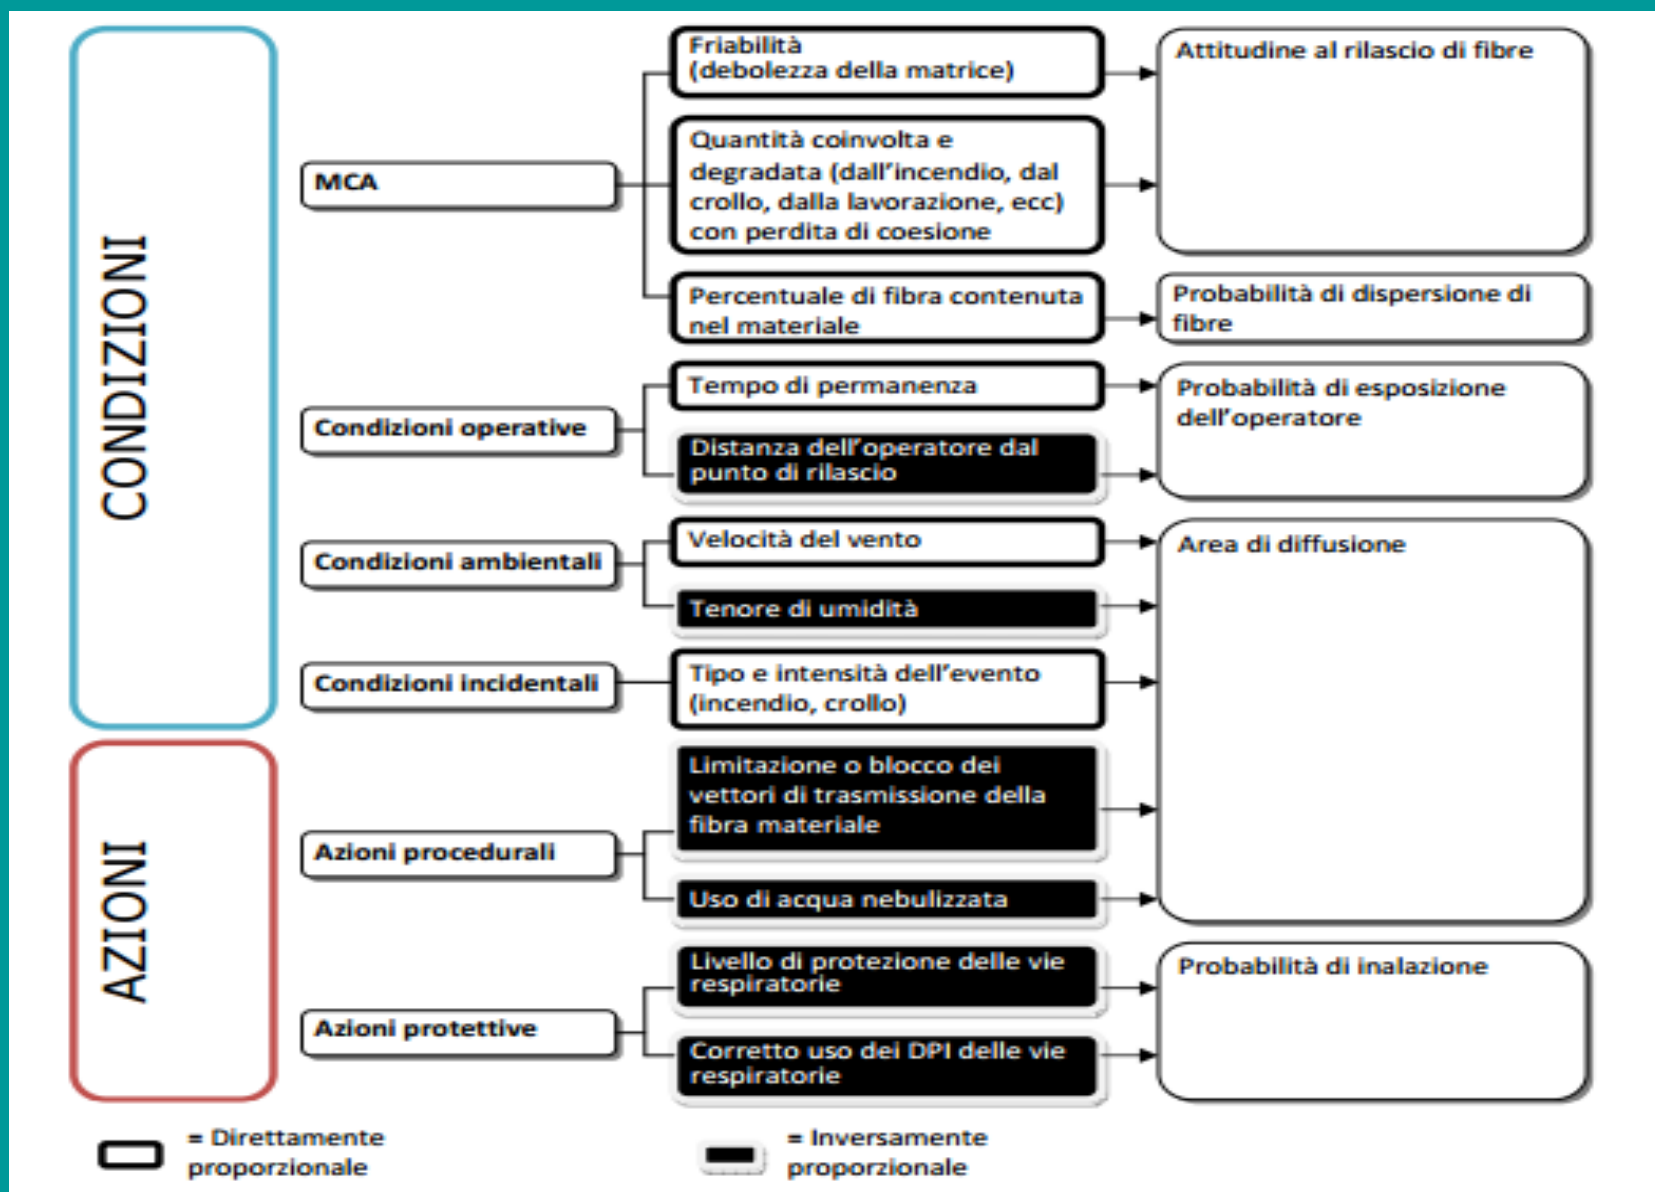 CONDIZIONI
MCA
Friabilità
(debolezza della matrice)
Attitudine al rilascio di fibre
Quantità coinvolta e
degradata (dall'incendio, dal
crollo, dalla lavorazione, ecc)
con perdita di coesione
Percentuale di fibra contenuta
nel materiale
Probabilità di dispersione di
fibre
Condizioni operative
Tempo di permanenza
Distanza dell'operatore dal
punto di rilascio
Probabilità di esposizione
dell'operatore
Condizioni ambientali
Velocità del vento
Tenore di umidità
Area di diffusione
Condizioni incidentali
Tipo e intensità dell'evento
(incendio, crollo)
AZIONI
Azioni procedurali
Limitazione o blocco dei
vettori di trasmissione della
fibra materiale
Uso di acqua nebulizzata
Azioni protettive
Livello di protezione delle vie
respiratorie
Corretto uso dei DPI delle vie
respiratorie
Probabilità di inalazione
= Direttamente
proporzionale
= Inversamente
proporzionale